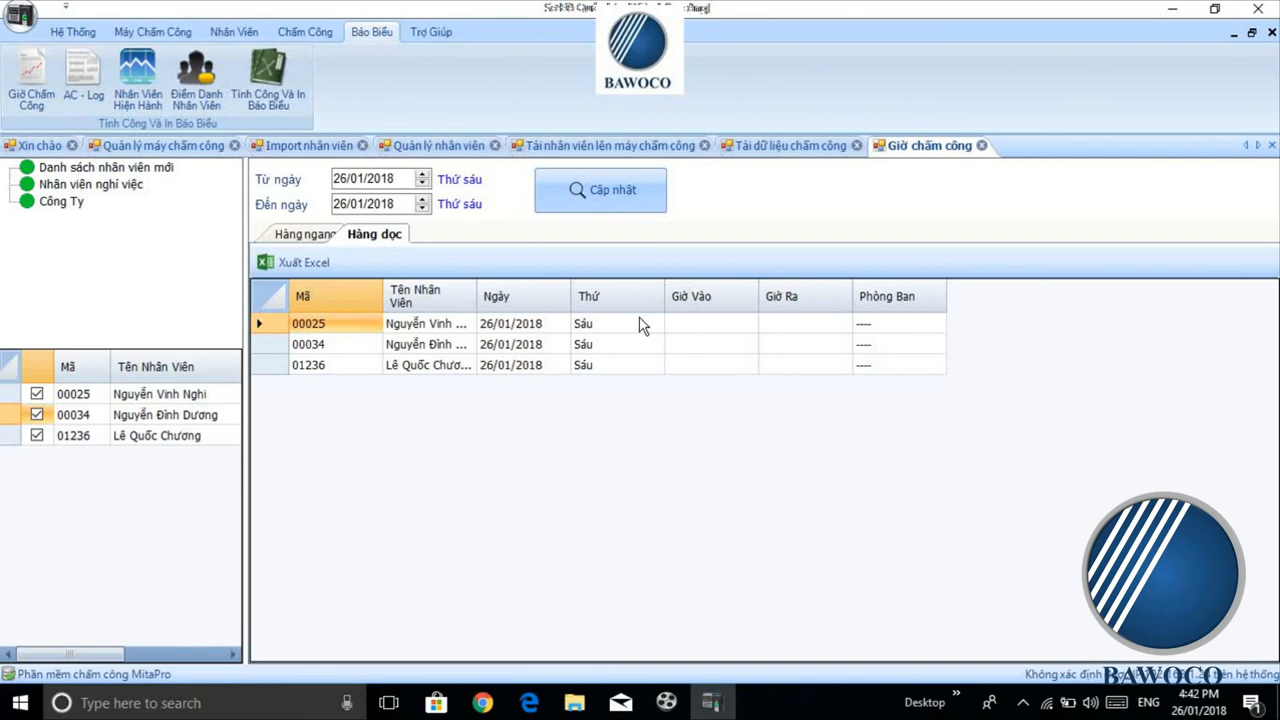 BAWOCO
Hệ Thống
Máy Chấm Công
Nhân Viên
Chấm Công
Báo Biểu
Trợ Giúp
Giờ Chấm
Công
AC - Log
Nhân Viên
Hiện Hành
Điểm Danh
Nhân Viên
Tính Công Và In
Báo Biểu
Tính Công Và In Báo Biểu
Xin chào
Quản lý máy chấm công
Import nhân viên
Quản lý nhân viên
Tải nhân viên lên máy chấm công
Tải dữ liệu chấm công
Giờ chấm công
Danh sách nhân viên mới
Nhân viên nghỉ việc
Công Ty
Từ ngày 26/01/2018 Thứ sáu
Đến ngày 26/01/2018 Thứ sáu
Cập nhật
Hàng ngang Hàng dọc
Xuất Excel
Mã Tên Nhân Viên Ngày Thứ Giờ Vào Giờ Ra Phòng Ban
00025 Nguyễn Vinh ... 26/01/2018 Sáu ----
00034 Nguyễn Đình ... 26/01/2018 Sáu ----
01236 Lê Quốc Chươ... 26/01/2018 Sáu ----
Mã Tên Nhân Viên
00025 Nguyễn Vinh Nghi
00034 Nguyễn Đình Dương
01236 Lê Quốc Chương
BAWOCO
Phần mềm chấm công MitaPro
Không xác định
trên hệ thống
Type here to search
Desktop
ENG
4:42 PM
26/01/2018
1